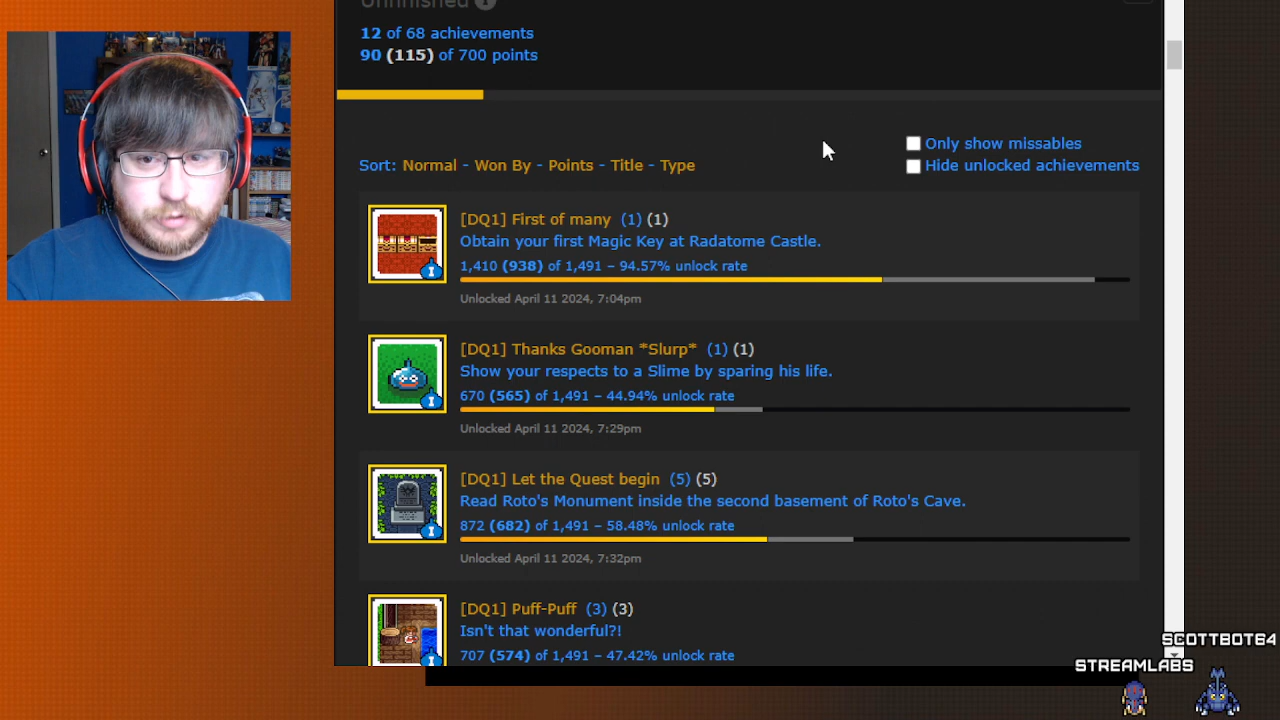 Unfinished
12 of 68 achievements
90 (115) of 700 points
Only show missables
Sort: Normal - Won By - Points - Title - Type
Hide unlocked achievements
[DQ1] First of many (1) (1)
Obtain your first Magic Key at Radatome Castle.
1,410 (938) of 1,491 – 94.57% unlock rate
Unlocked April 11 2024, 7:04pm
[DQ1] Thanks Gooman *Slurp* (1) (1)
Show your respects to a Slime by sparing his life.
670 (565) of 1,491 – 44.94% unlock rate
Unlocked April 11 2024, 7:29pm
[DQ1] Let the Quest begin (5) (5)
Read Roto's Monument inside the second basement of Roto's Cave.
872 (682) of 1,491 – 58.48% unlock rate
Unlocked April 11 2024, 7:32pm
[DQ1] Puff-Puff (3) (3)
Isn't that wonderful?!
707 (574) of 1,491 – 47.42% unlock rate
SCOTTBOT64
STREAMLABS